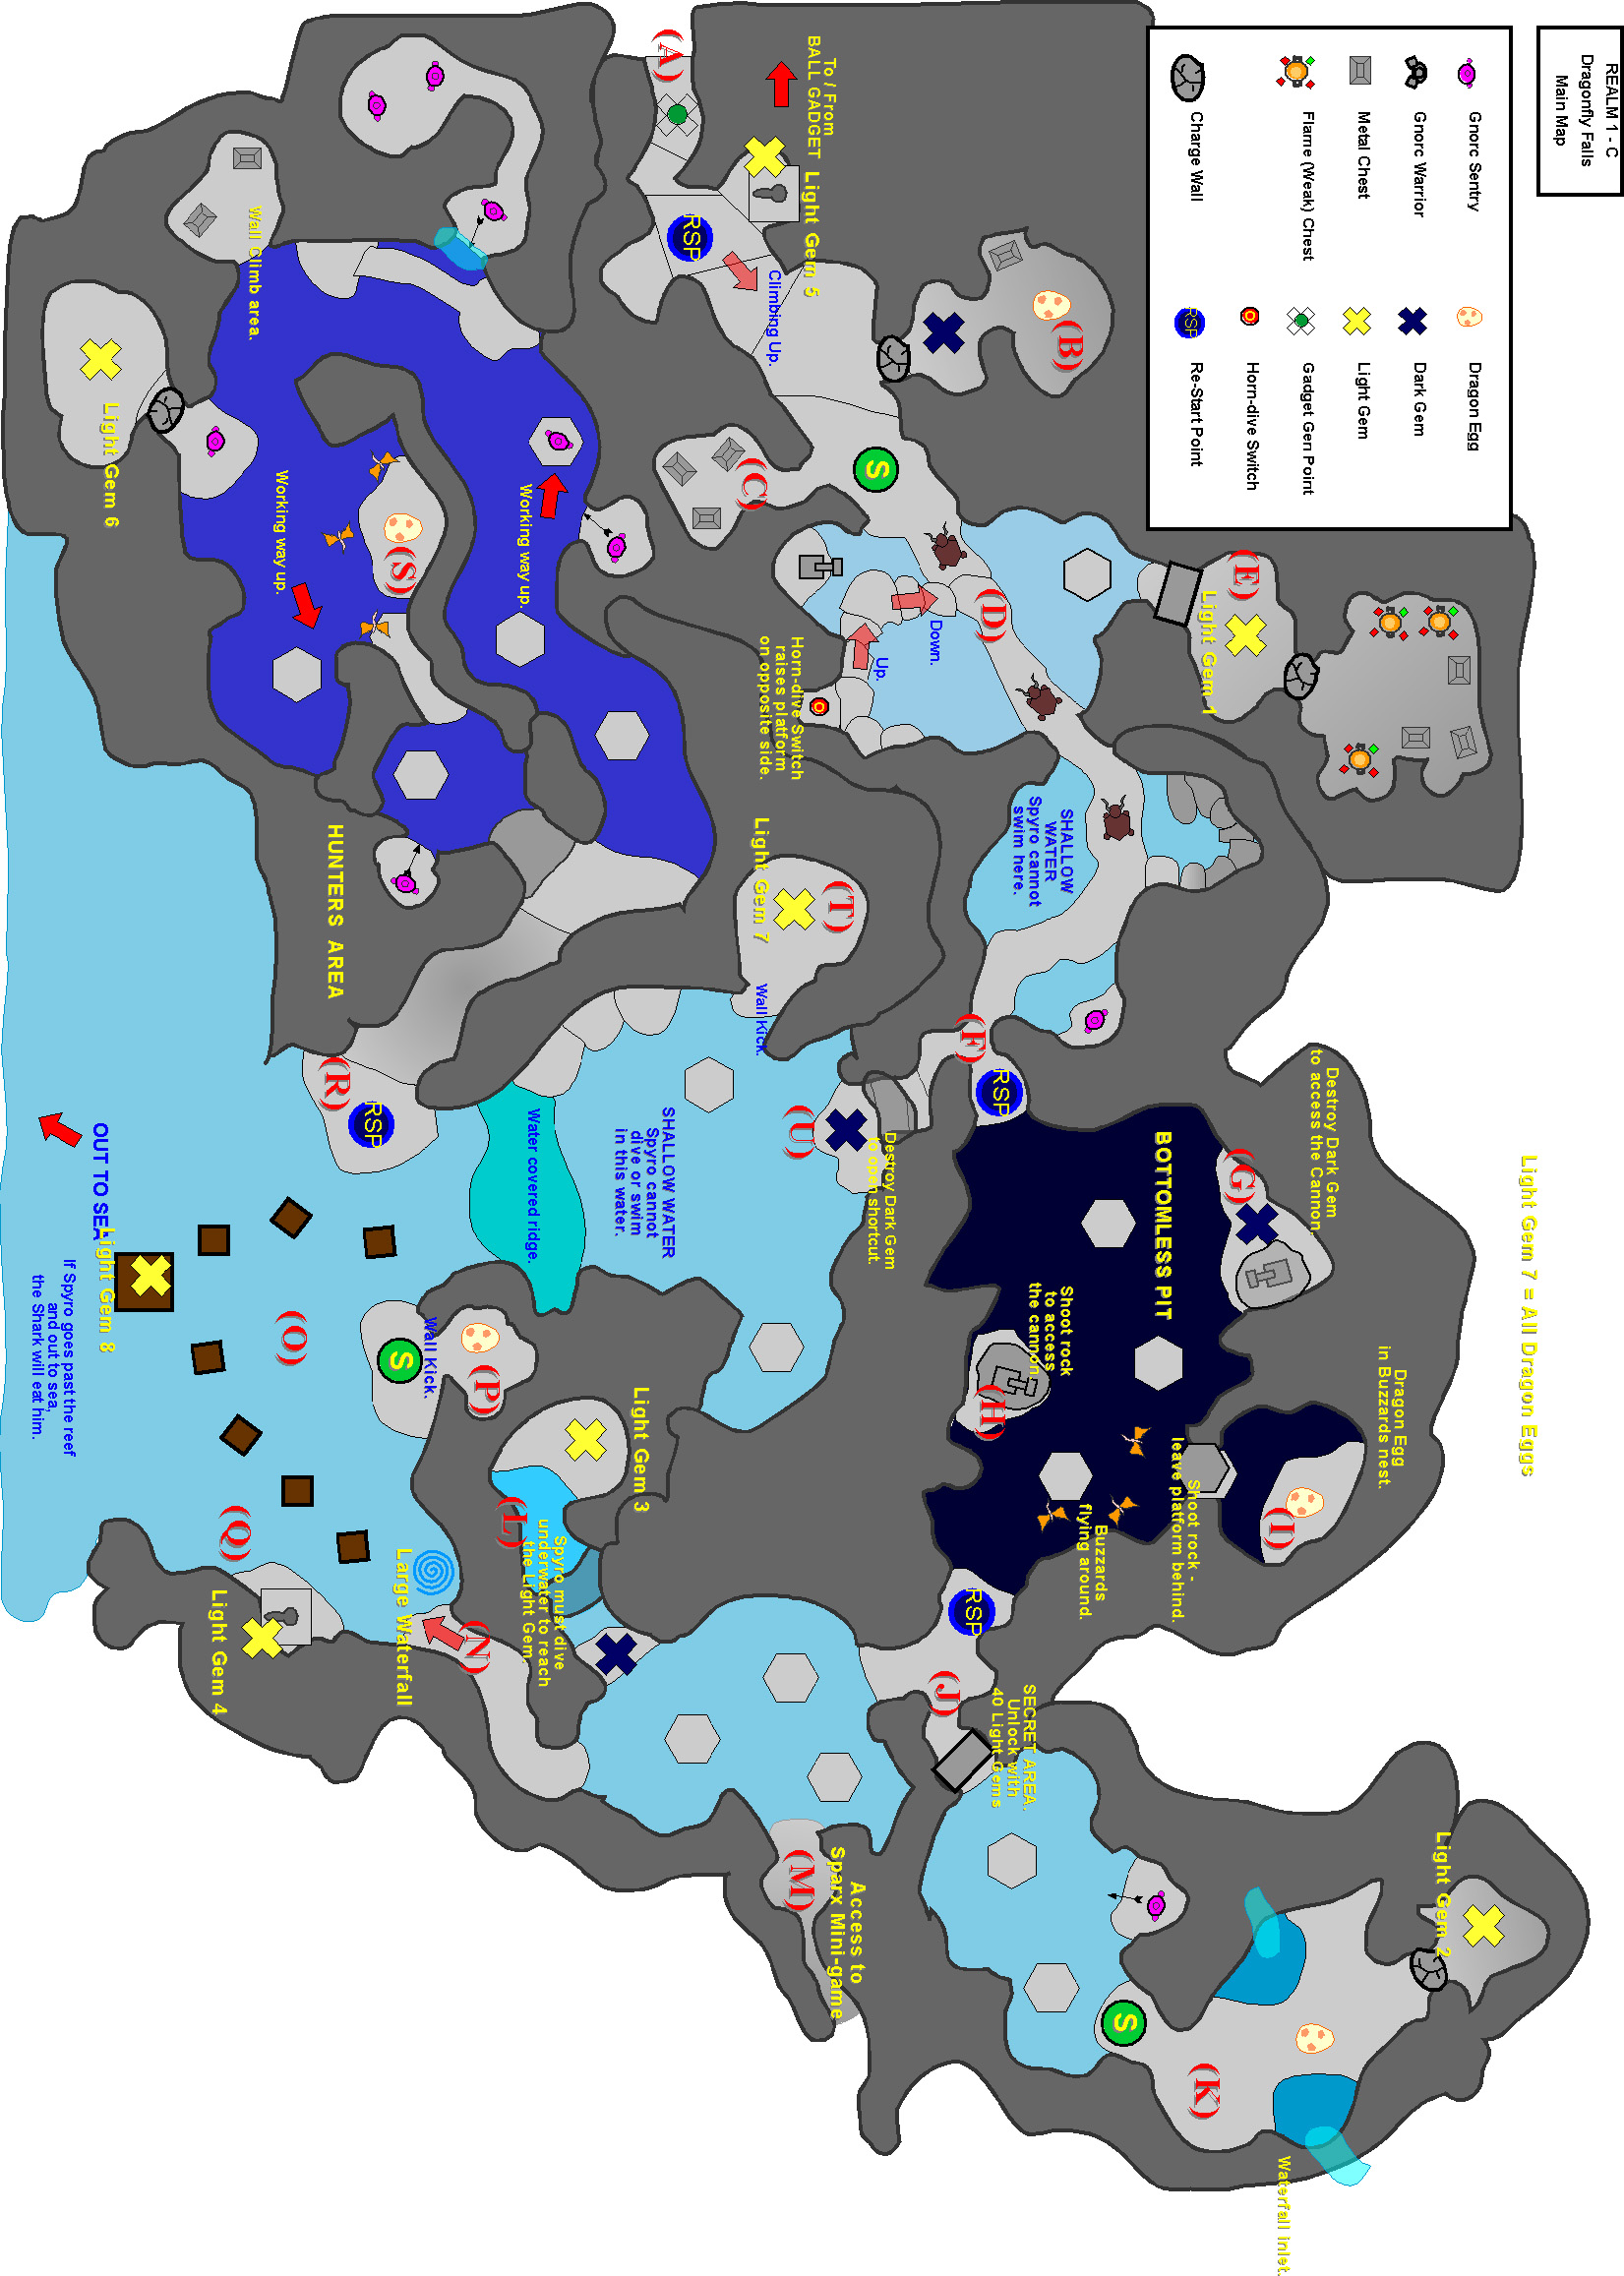 REALM 1 - C
Dragonfly Falls
Main Map
Gnorc Sentry
Gnorc Warrior
Metal Chest
Flame (Weak) Chest
Charge Wall
Dragon Egg
Dark Gem
Light Gem
Gadget Gen Point
Horn-dive Switch
RSP
Re-Start Point
Light Gem 7 = All Dragon Eggs
(A)
To / From
BALL GADGET
Light Gem 5
RSP
Climbing Up.
(B)
(C)
S
(D)
Down.
Up.
(E)
Light Gem 1
Horn-dive Switch
raises platform
on opposite side.
SHALLOW
WATER
Spyro cannot
swim here.
(F)
RSP
Destroy Dark Gem
to access the Cannon.
(G)
BOTTOMLESS PIT
Shoot rock
to access
the cannon
(H)
Dragon Egg
in Buzzards nest.
(I)
Shoot rock -
leave platform behind.
Buzzards
flying around.
RSP
(J)
SECRET AREA.
Unlock with
40 Light Gems
Light Gem 2
S
(K)
Waterfall inlet.
Access to
Sparx Mini-game
(M)
Light Gem 3
(L)
Spyro must dive
underwater to reach
the Light Gem.
(N)
Large Waterfall
Light Gem 4
(Q)
(O)
(P)
Wall Kick.
S
Light Gem 8
OUT TO SEA
If Spyro goes past the reef
and out to sea,
the Shark will eat him.
(R)
RSP
Water covered ridge.
SHALLOW WATER
Spyro cannot
dive or swim
in this water.
(U)
Destroy Dark Gem
to open shortcut.
(T)
Light Gem 7
Wall Kick.
HUNTERS AREA
Working way up.
Working way up.
(S)
Wall Climb area.
Light Gem 6